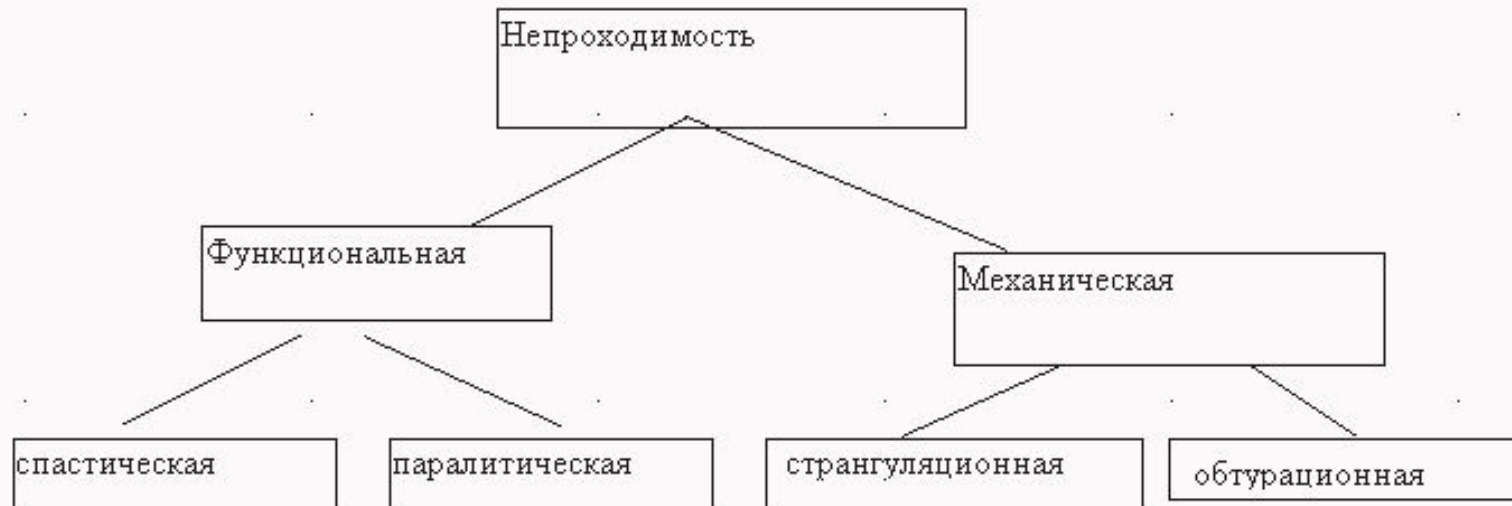 Непроходимость
Функциональная
Механическая
спастическая
паралитическая
странгуляционная
обтурационная